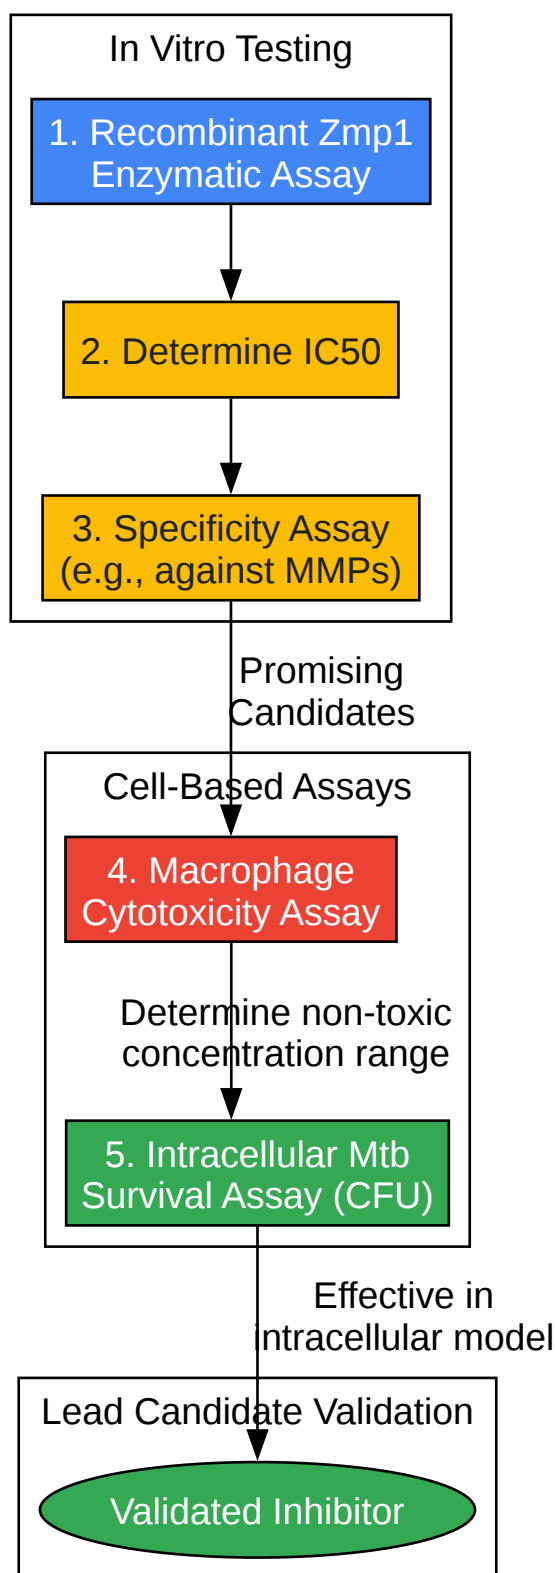 In Vitro Testing
1. Recombinant Zmp1
Enzymatic Assay
2. Determine IC50
3. Specificity Assay
(e.g., against MMPs)
Promising
Candidates
Cell-Based Assays
4. Macrophage
Cytotoxicity Assay
Determine non-toxic
concentration range
5. Intracellular Mtb
Survival Assay (CFU)
Effective in
intracellular model
Lead Candidate Validation
Validated Inhibitor